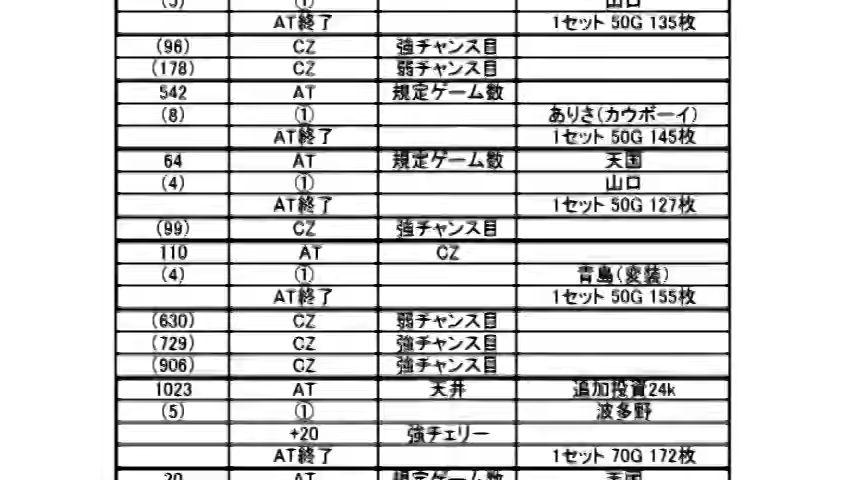 (5) ① 山口
AT終了 1セット 50G 135枚
(96) CZ 強チャンス目
(178) CZ 弱チャンス目
542 AT 規定ゲーム数
(8) ① ありさ(カウボーイ)
AT終了 1セット 50G 145枚
64 AT 規定ゲーム数 天国
(4) ① 山口
AT終了 1セット 50G 127枚
(99) CZ 強チャンス目
110 AT CZ
(4) ① 青島(変装)
AT終了 1セット 50G 155枚
(630) CZ 弱チャンス目
(729) CZ 強チャンス目
(906) CZ 強チャンス目
1023 AT 天井 追加投資24k
(5) ① 波多野
+20 強チェリー
AT終了 1セット 70G 172枚
20 AT 規定ゲーム数 天国